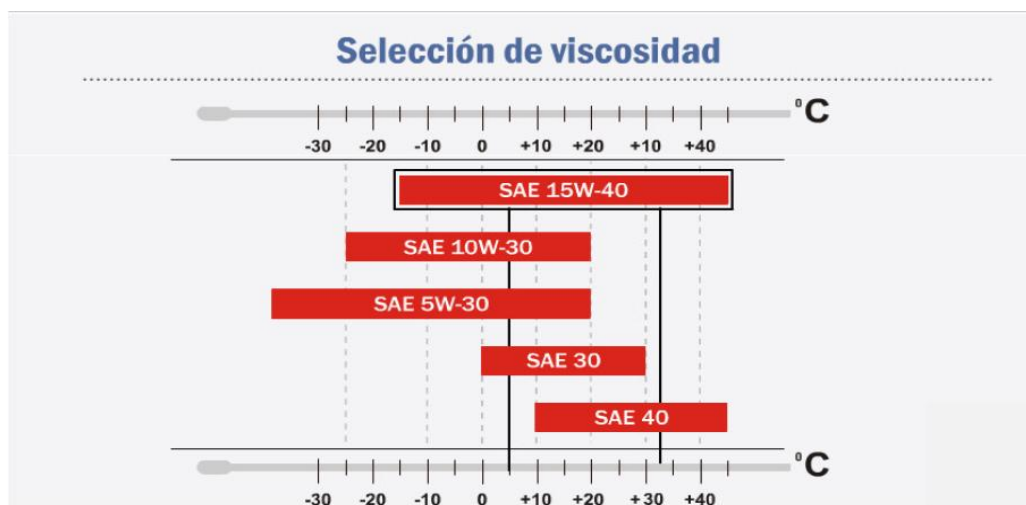 Selección de viscosidad
°C
-30 -20 -10 0 +10 +20 +10 +40
SAE 15W-40
SAE 10W-30
SAE 5W-30
SAE 30
SAE 40
°C
-30 -20 -10 0 +10 +20 +30 +40